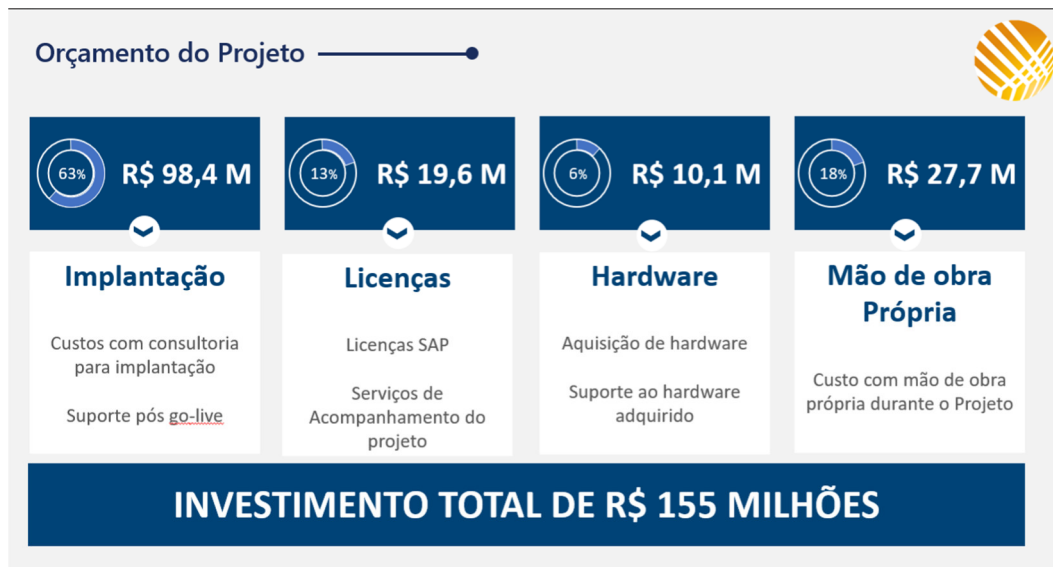 Orçamento do Projeto
63%
R$ 98,4 M
13%
R$ 19,6 M
6%
R$ 10,1 M
18%
R$ 27,7 M
Implantação
Custos com consultoria
para implantação
Suporte pós go-live
Licenças
Licenças SAP
Serviços de
Acompanhamento do
projeto
Hardware
Aquisição de hardware
Suporte ao hardware
adquirido
Mão de obra
Própria
Custo com mão de obra
própria durante o Projeto
INVESTIMENTO TOTAL DE R$ 155 MILHÕES